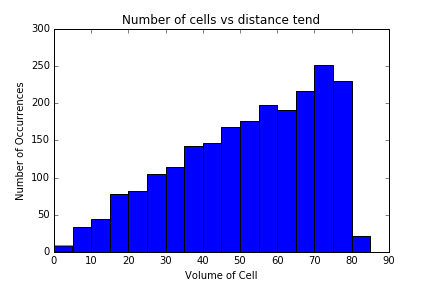 Number of cells vs distance tend
300
250
200
150
100
50
0
Number of Occurrences
0 10 20 30 40 50 60 70 80 90
Volume of Cell